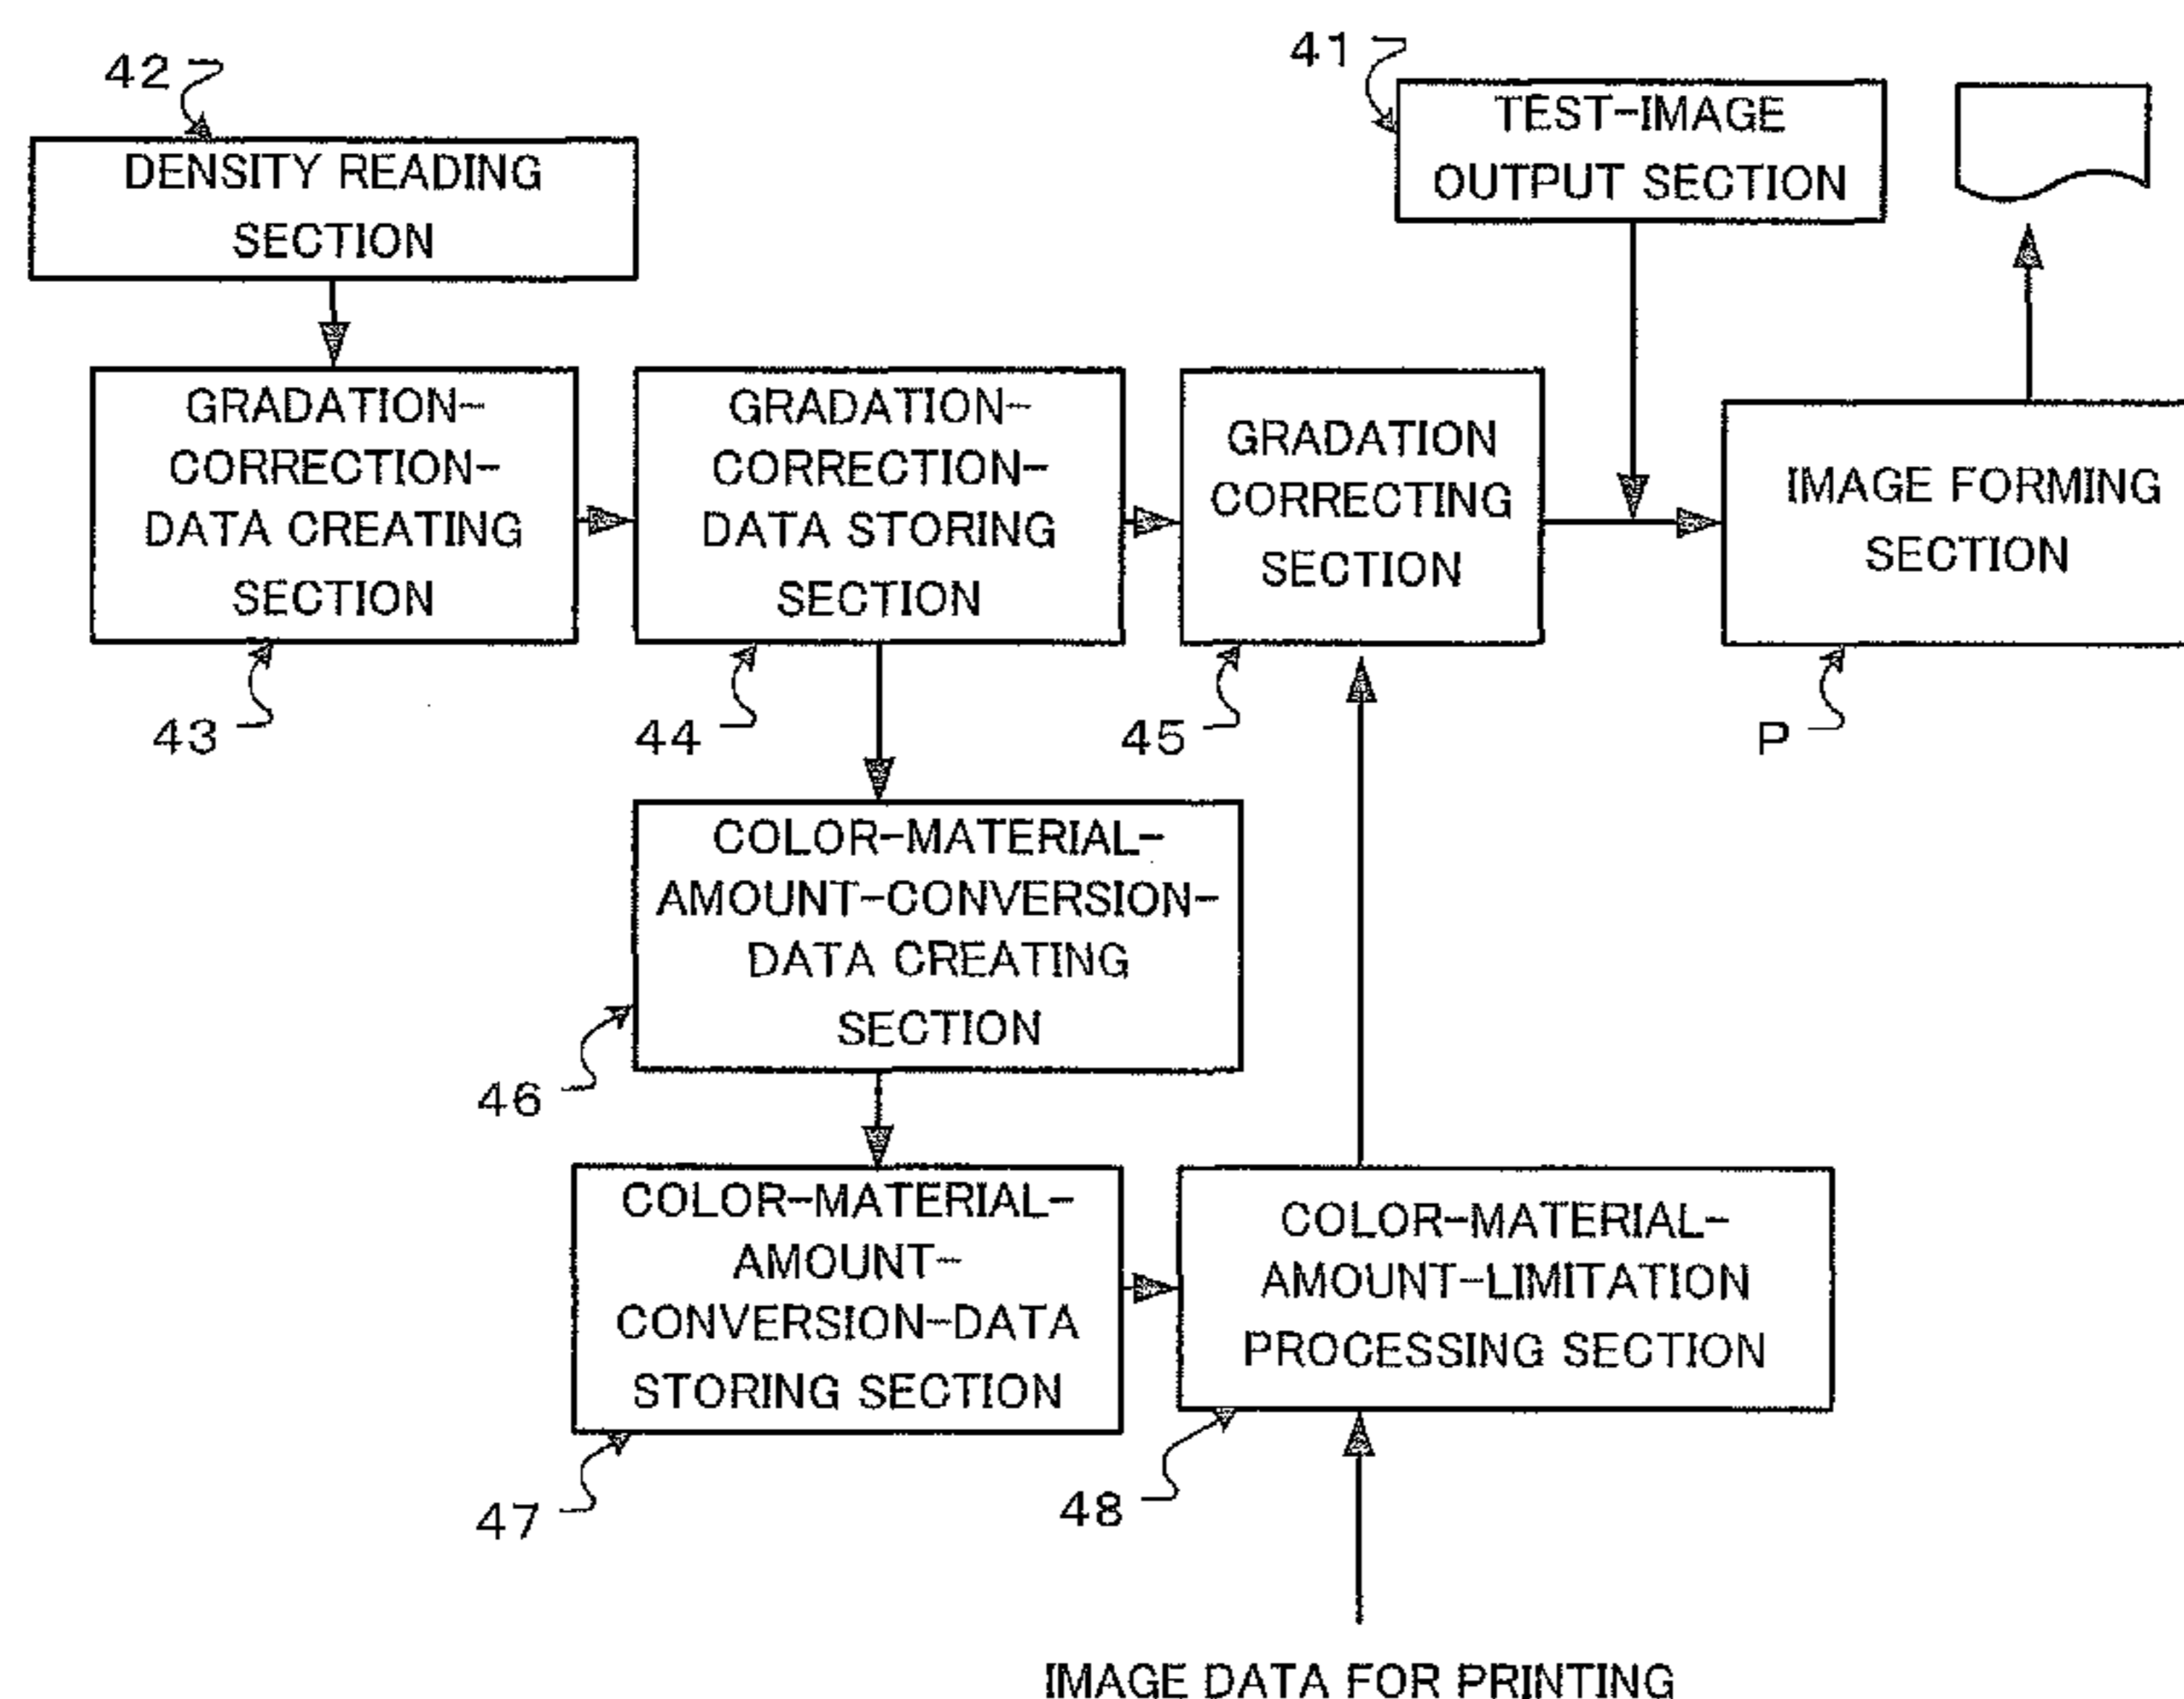 42
DENSITY READING
SECTION
41
TEST-IMAGE
OUTPUT SECTION
GRADATION-
CORRECTION-
DATA CREATING
SECTION
43
GRADATION-
CORRECTION-
DATA STORING
SECTION
44
GRADATION
CORRECTING
SECTION
45
IMAGE FORMING
SECTION
P
COLOR-MATERIAL-
AMOUNT-CONVERSION-
DATA CREATING
SECTION
46
COLOR-MATERIAL-
AMOUNT-
CONVERSION-DATA
STORING SECTION
47
COLOR-MATERIAL-
AMOUNT-LIMITATION
PROCESSING SECTION
48
IMAGE DATA FOR PRINTING